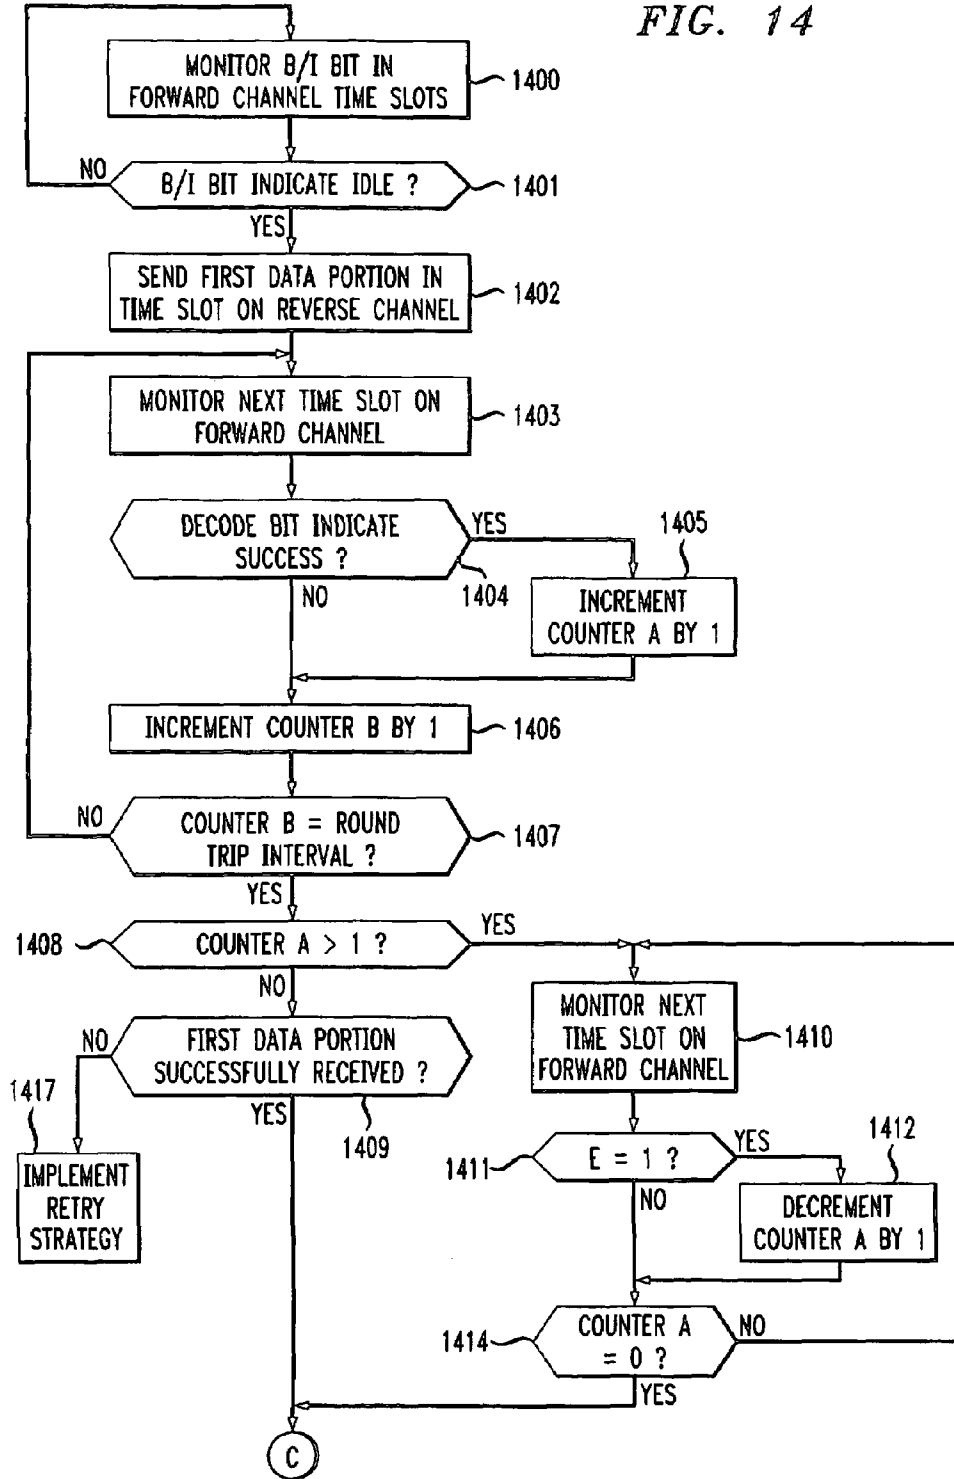 FIG. 14
MONITOR B/I BIT IN
FORWARD CHANNEL TIME SLOTS
1400
NO
B/I BIT INDICATE IDLE ?
1401
YES
SEND FIRST DATA PORTION IN
TIME SLOT ON REVERSE CHANNEL
1402
MONITOR NEXT TIME SLOT ON
FORWARD CHANNEL
1403
DECODE BIT INDICATE
SUCCESS ?
YES
1404
NO
1405
INCREMENT
COUNTER A BY 1
INCREMENT COUNTER B BY 1
1406
NO
COUNTER B = ROUND
TRIP INTERVAL ?
1407
YES
1408
COUNTER A > 1 ?
YES
NO
NO
FIRST DATA PORTION
SUCCESSFULLY RECEIVED ?
YES
1409
1417
IMPLEMENT
RETRY
STRATEGY
MONITOR NEXT
TIME SLOT ON
FORWARD CHANNEL
1410
1411
E = 1 ?
YES
NO
1412
DECREMENT
COUNTER A BY 1
1414
COUNTER A
= 0 ?
NO
YES
C